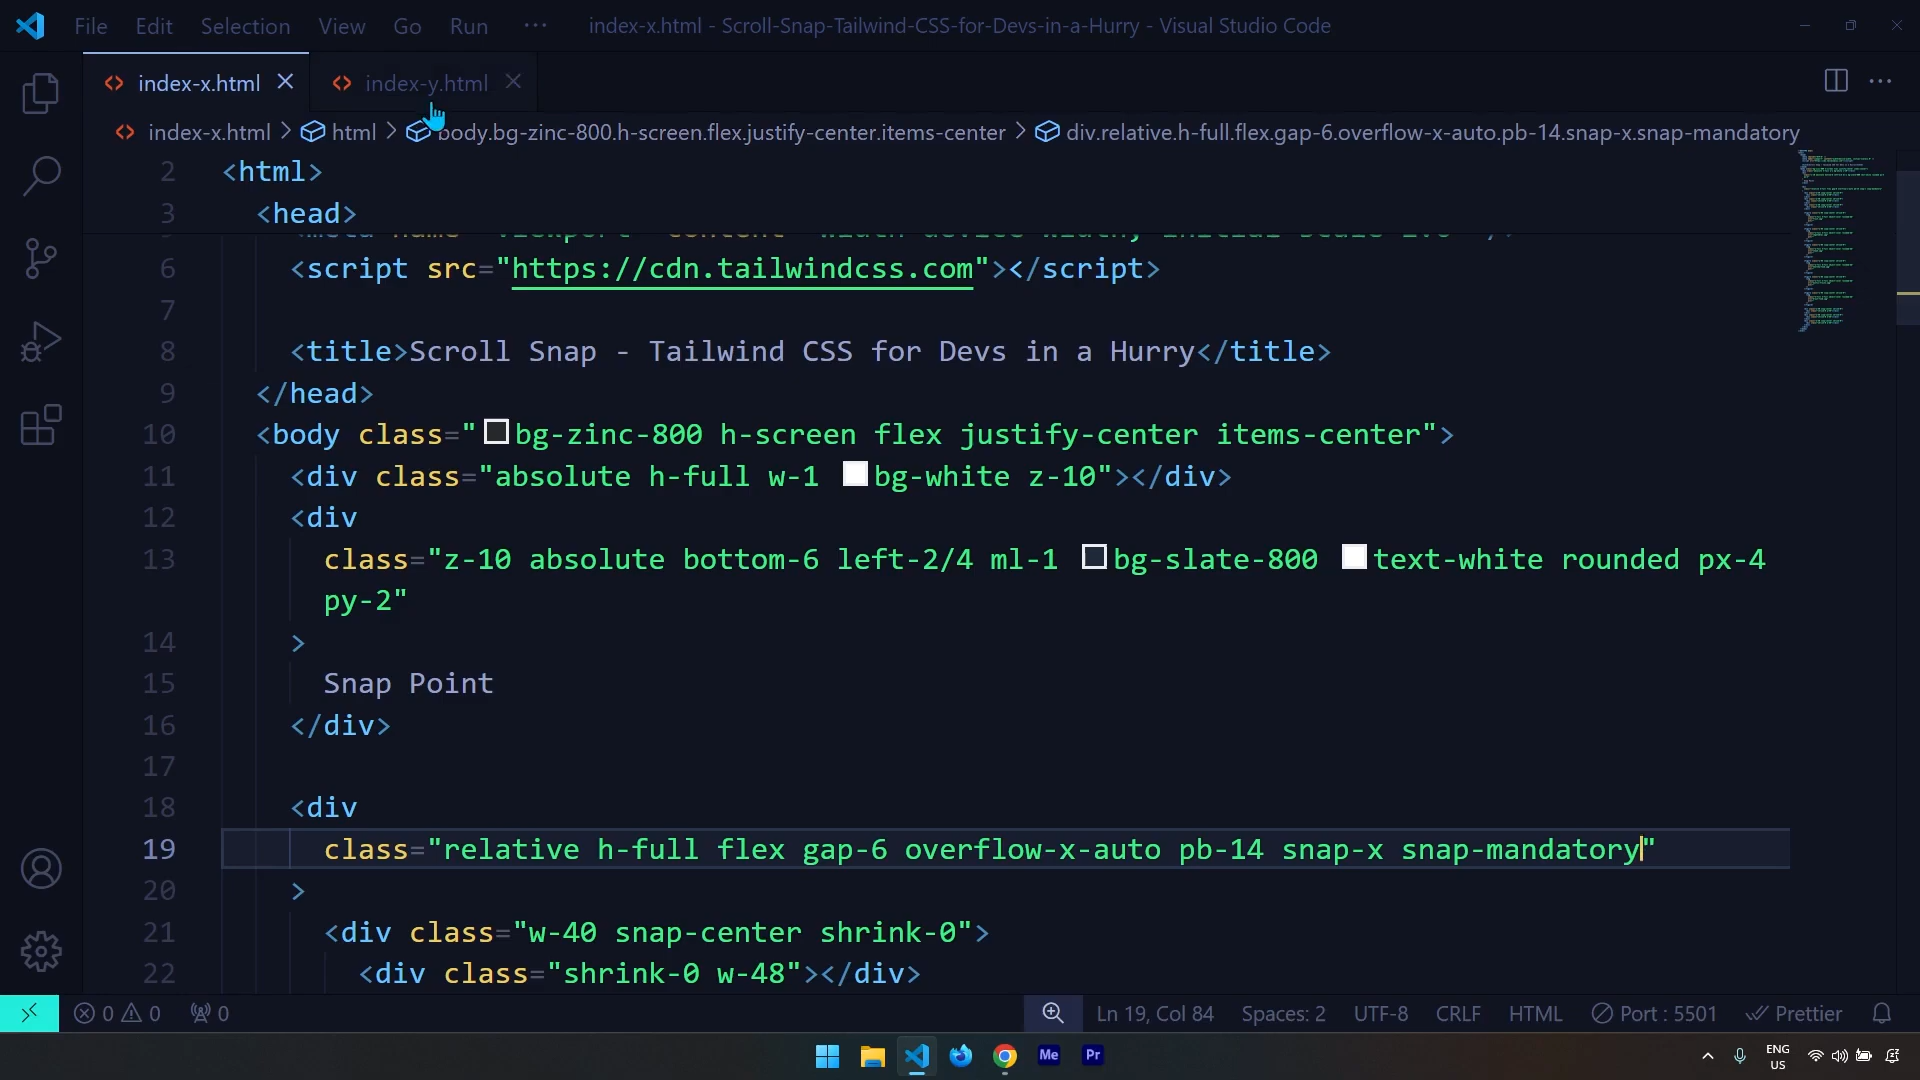 File Edit Selection View Go Run ··· index-x.html - Scroll-Snap-Tailwind-CSS-for-Devs-in-a-Hurry - Visual Studio Code
index-x.html index-y.html
index-x.html > html > body.bg-zinc-800.h-screen.flex.justify-center.items-center > div.relative.h-full.flex.gap-6.overflow-x-auto.pb-14.snap-x.snap-mandatory
2 <html>
3 <head>
6 <script src="https://cdn.tailwindcss.com"></script>
7
8 <title>Scroll Snap - Tailwind CSS for Devs in a Hurry</title>
9 </head>
10 <body class="bg-zinc-800 h-screen flex justify-center items-center">
11 <div class="absolute h-full w-1 bg-white z-10"></div>
12 <div
13 class="z-10 absolute bottom-6 left-2/4 ml-1 bg-slate-800 text-white rounded px-4
py-2"
14 >
15 Snap Point
16 </div>
17
18 <div
19 class="relative h-full flex gap-6 overflow-x-auto pb-14 snap-x snap-mandatory"
20 >
21 <div class="w-40 snap-center shrink-0">
22 <div class="shrink-0 w-48"></div>
0 0 0 Ln 19, Col 84 Spaces: 2 UTF-8 CRLF HTML Port : 5501 Prettier
Me Pr ENG
US